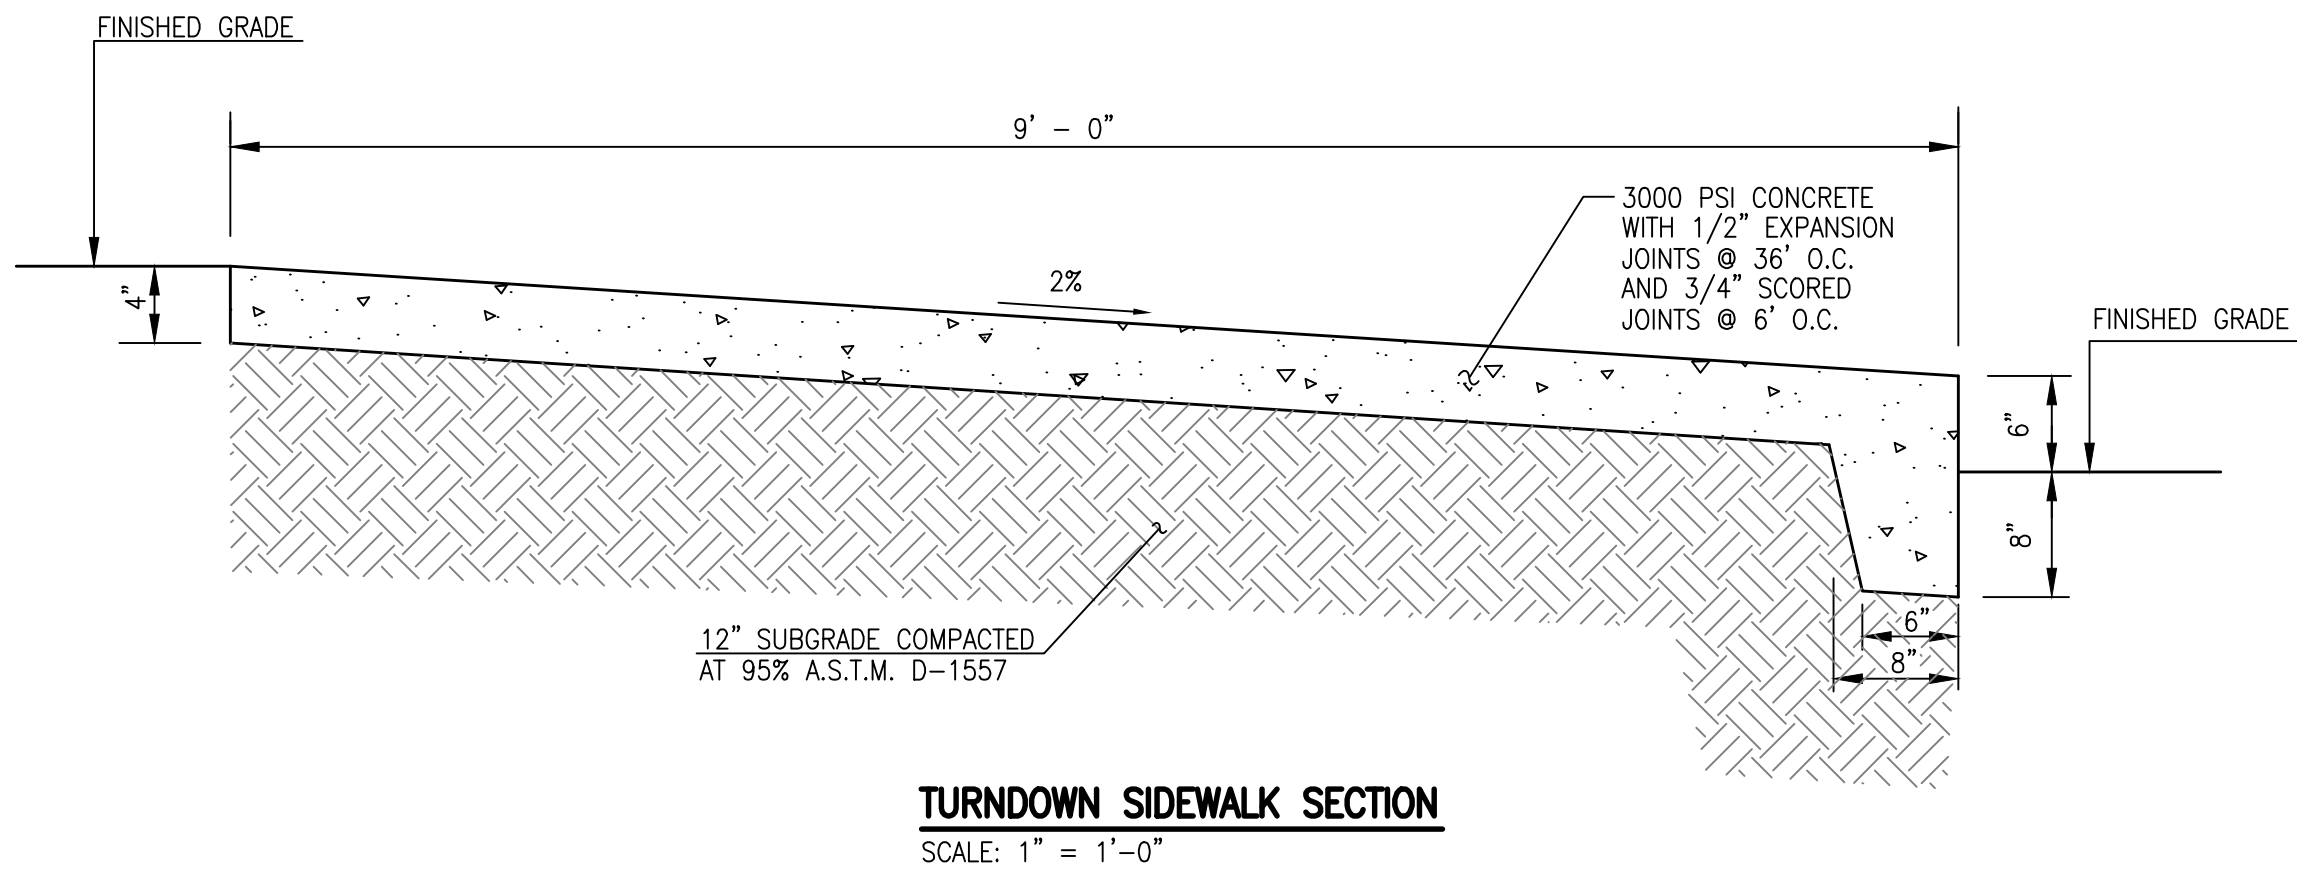 FINISHED GRADE
9' - 0"
3000 PSI CONCRETE
WITH 1/2" EXPANSION
JOINTS @ 36' O.C.
AND 3/4" SCORED
JOINTS @ 6' O.C.
2%
4"
FINISHED GRADE
6"
8"
6"
8"
12" SUBGRADE COMPACTED
AT 95% A.S.T.M. D-1557
TURNDOWN SIDEWALK SECTION
SCALE: 1" = 1'-0"